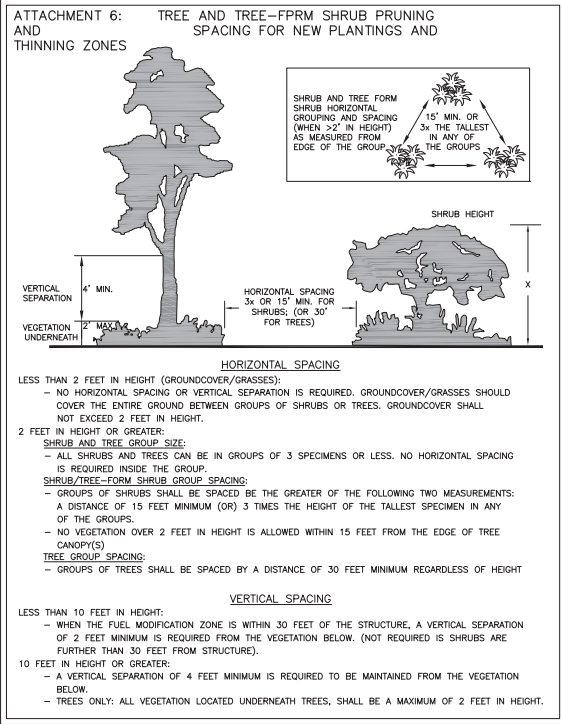 ATTACHMENT 6: TREE AND TREE-FPRM SHRUB PRUNING
AND SPACING FOR NEW PLANTINGS AND
THINNING ZONES
SHRUB AND TREE FORM
SHRUB HORIZONTAL
GROUPING AND SPACING
(WHEN >2' IN HEIGHT)
AS MEASURED FROM
EDGE OF THE GROUP
15' MIN. OR
3x THE TALLEST
IN ANY OF
THE GROUPS
SHRUB HEIGHT
X
VERTICAL
SEPARATION
4' MIN.
VEGETATION
UNDERNEATH
2' MAX
HORIZONTAL SPACING
3x OR 15' MIN. FOR
SHRUBS; (OR 30'
FOR TREES)
HORIZONTAL SPACING
LESS THAN 2 FEET IN HEIGHT (GROUNDCOVER/GRASSES):
– NO HORIZONTAL SPACING OR VERTICAL SEPARATION IS REQUIRED. GROUNDCOVER/GRASSES SHOULD
COVER THE ENTIRE GROUND BETWEEN GROUPS OF SHRUBS OR TREES. GROUNDCOVER SHALL
NOT EXCEED 2 FEET IN HEIGHT.
2 FEET IN HEIGHT OR GREATER:
SHRUB AND TREE GROUP SIZE:
– ALL SHRUBS AND TREES CAN BE IN GROUPS OF 3 SPECIMENS OR LESS. NO HORIZONTAL SPACING
IS REQUIRED INSIDE THE GROUP.
SHRUB/TREE-FORM SHRUB GROUP SPACING:
– GROUPS OF SHRUBS SHALL BE SPACED BE THE GREATER OF THE FOLLOWING TWO MEASUREMENTS:
A DISTANCE OF 15 FEET MINIMUM (OR) 3 TIMES THE HEIGHT OF THE TALLEST SPECIMEN IN ANY
OF THE GROUPS.
– NO VEGETATION OVER 2 FEET IN HEIGHT IS ALLOWED WITHIN 15 FEET FROM THE EDGE OF TREE
CANOPY(S)
TREE GROUP SPACING:
– GROUPS OF TREES SHALL BE SPACED BY A DISTANCE OF 30 FEET MINIMUM REGARDLESS OF HEIGHT
VERTICAL SPACING
LESS THAN 10 FEET IN HEIGHT:
– WHEN THE FUEL MODIFICATION ZONE IS WITHIN 30 FEET OF THE STRUCTURE, A VERTICAL SEPARATION
OF 2 FEET MINIMUM IS REQUIRED FROM THE VEGETATION BELOW. (NOT REQUIRED IS SHRUBS ARE
FURTHER THAN 30 FEET FROM STRUCTURE).
10 FEET IN HEIGHT OR GREATER:
– A VERTICAL SEPARATION OF 4 FEET MINIMUM IS REQUIRED TO BE MAINTAINED FROM THE VEGETATION
BELOW.
– TREES ONLY: ALL VEGETATION LOCATED UNDERNEATH TREES, SHALL BE A MAXIMUM OF 2 FEET IN HEIGHT.